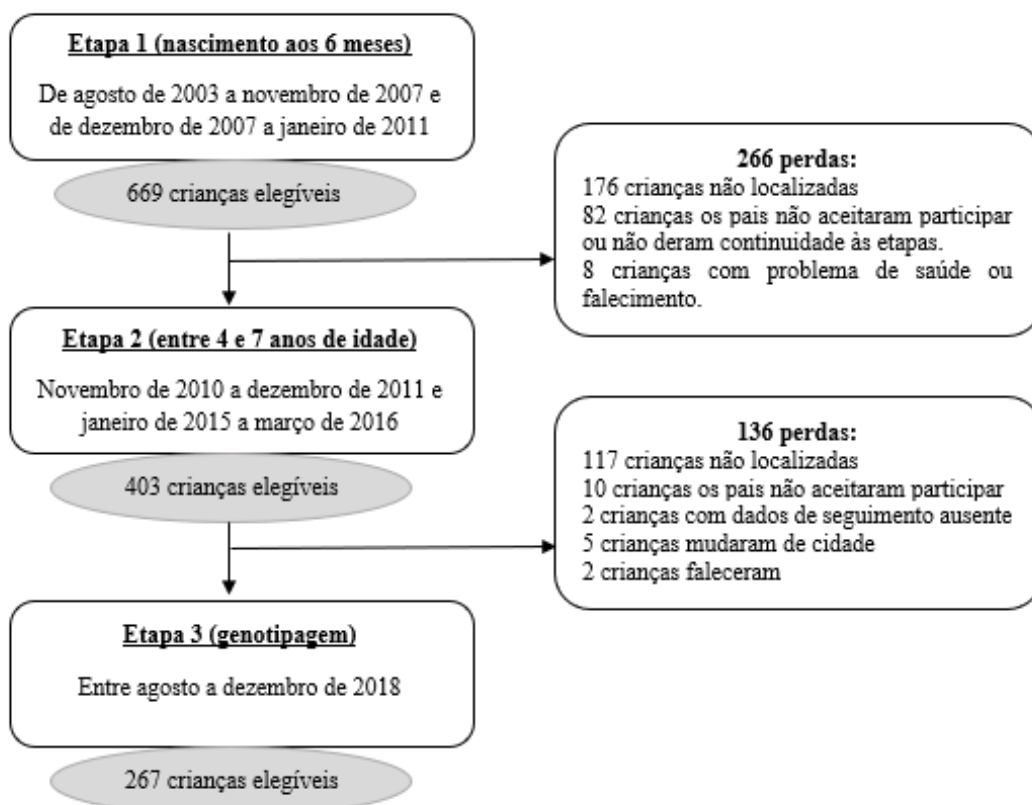 Etapa 1 (nascimento aos 6 meses)
De agosto de 2003 a novembro de 2007 e
de dezembro de 2007 a janeiro de 2011
669 crianças elegíveis
266 perdas:
176 crianças não localizadas
82 crianças os pais não aceitaram participar
ou não deram continuidade às etapas.
8 crianças com problema de saúde ou
falecimento.
Etapa 2 (entre 4 e 7 anos de idade)
Novembro de 2010 a dezembro de 2011 e
janeiro de 2015 a março de 2016
403 crianças elegíveis
136 perdas:
117 crianças não localizadas
10 crianças os pais não aceitaram participar
2 crianças com dados de seguimento ausente
5 crianças mudaram de cidade
2 crianças faleceram
Etapa 3 (genotipagem)
Entre agosto a dezembro de 2018
267 crianças elegíveis